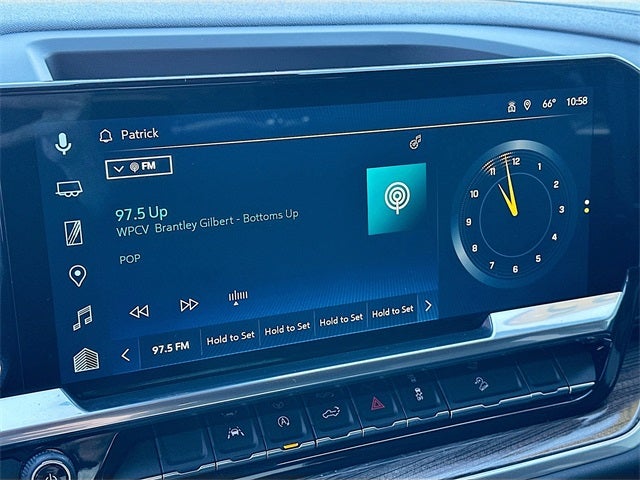 Patrick
66° 10:58
FM
97.5 Up
WPCV Brantley Gilbert - Bottoms Up
POP
97.5 FM Hold to Set Hold to Set Hold to Set Hold to Set
12
1
2
3
4
5
6
7
8
9
10
11